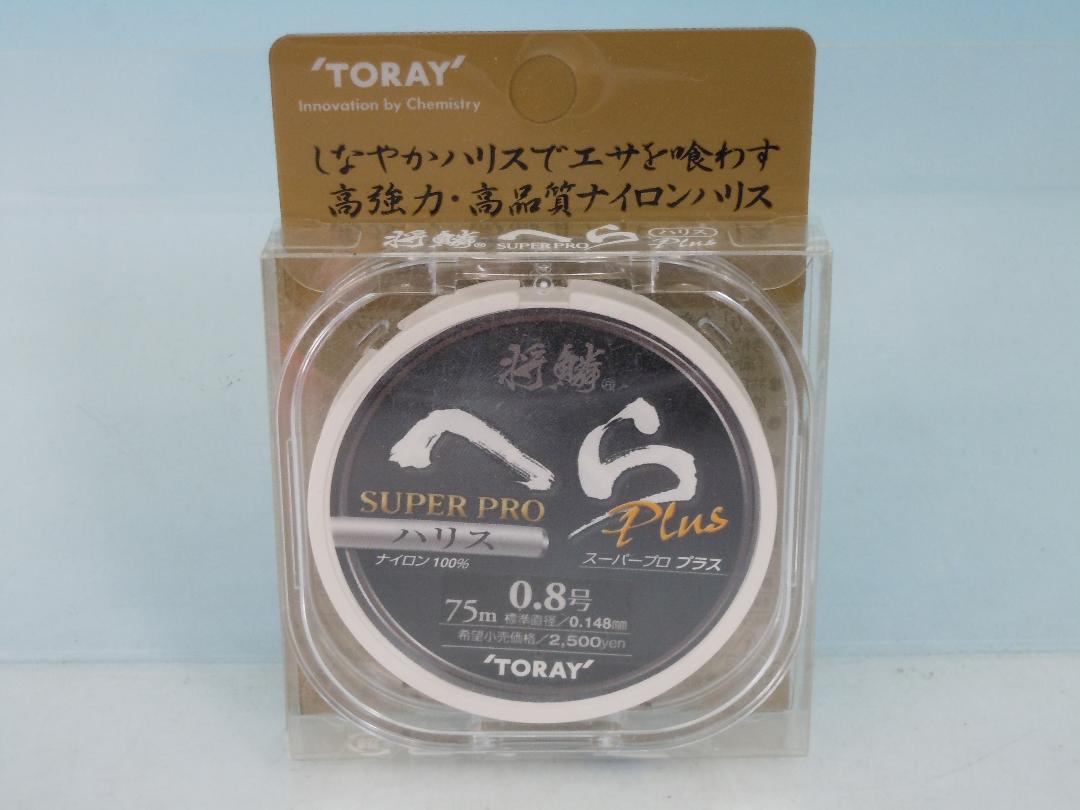 'TORAY'
Innovation by Chemistry
しなやかハリスでエサを喰わす
高強力・高品質ナイロンハリス
将鱗® SUPER PRO へら ハリス Plus
将鱗®
へら
SUPER PRO Plus
ハリス
ナイロン100% スーパープロ プラス
0.8号
75m 標準直径/0.148mm
希望小売価格/2,500yen
'TORAY'